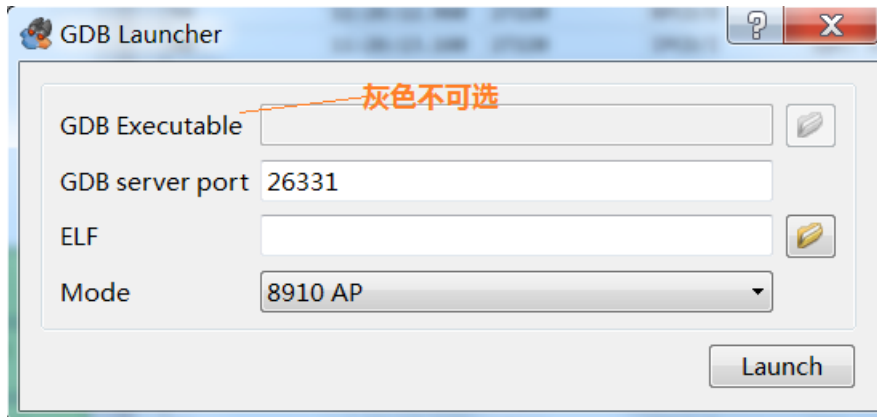 GDB Launcher
灰色不可选
GDB Executable
GDB server port 26331
ELF
Mode 8910 AP
Launch